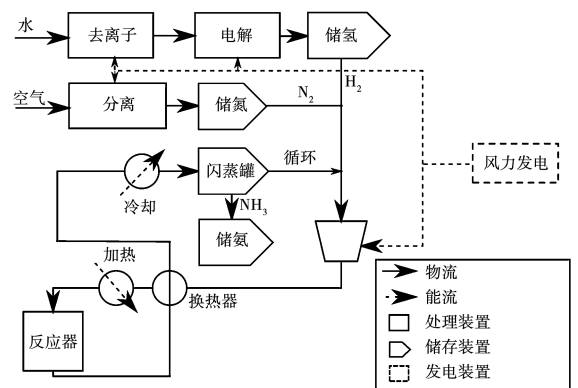 水
去离子
电解
储氢
空气
分离
储氮
N₂
H₂
风力发电
闪蒸罐
循环
冷却
NH₃
储氨
加热
换热器
反应器
物流
能流
处理装置
储存装置
发电装置